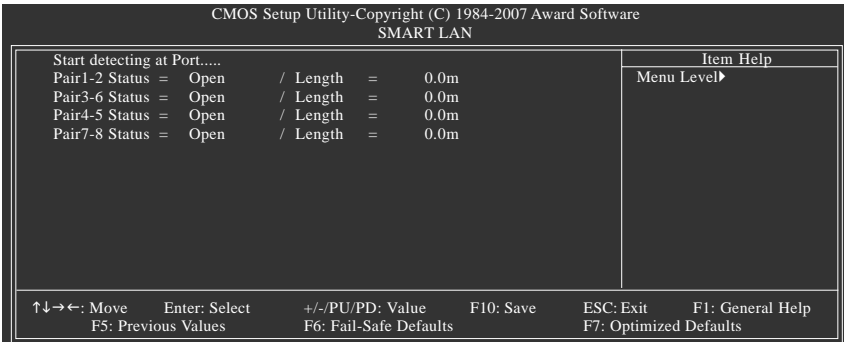 CMOS Setup Utility-Copyright (C) 1984-2007 Award Software
SMART LAN
Start detecting at Port.....
Pair1-2 Status = Open / Length = 0.0m
Pair3-6 Status = Open / Length = 0.0m
Pair4-5 Status = Open / Length = 0.0m
Pair7-8 Status = Open / Length = 0.0m
Item Help
Menu Level▶
↑↓→←: Move Enter: Select +/-/PU/PD: Value F10: Save ESC: Exit F1: General Help
F5: Previous Values F6: Fail-Safe Defaults F7: Optimized Defaults